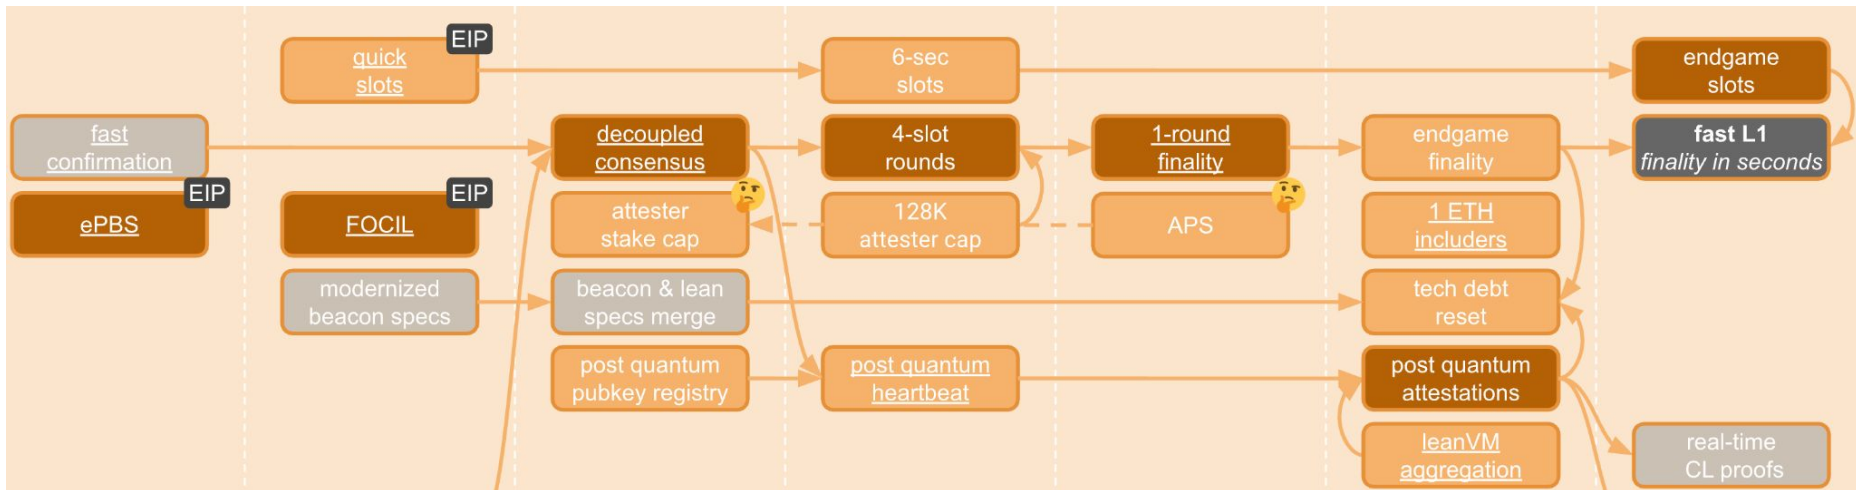 EIP
quick
slots
6-sec
slots
endgame
slots
fast
confirmation
decoupled
consensus
4-slot
rounds
1-round
finality
endgame
finality
fast L1
finality in seconds
EIP
ePBS
EIP
FOCIL
attester
stake cap
128K
attester cap
APS
1 ETH
includers
modernized
beacon specs
beacon & lean
specs merge
tech debt
reset
post quantum
pubkey registry
post quantum
heartbeat
post quantum
attestations
leanVM
aggregation
real-time
CL proofs